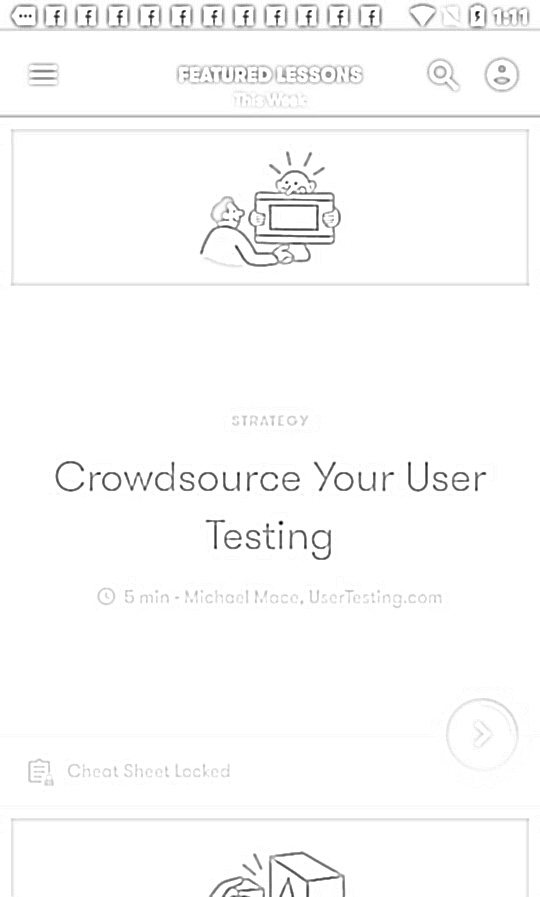 1:11
FEATURED LESSONS
This Week
STRATEGY
Crowdsource Your User
Testing
5 min - Michael Mace, UserTesting.com
Cheat Sheet Locked